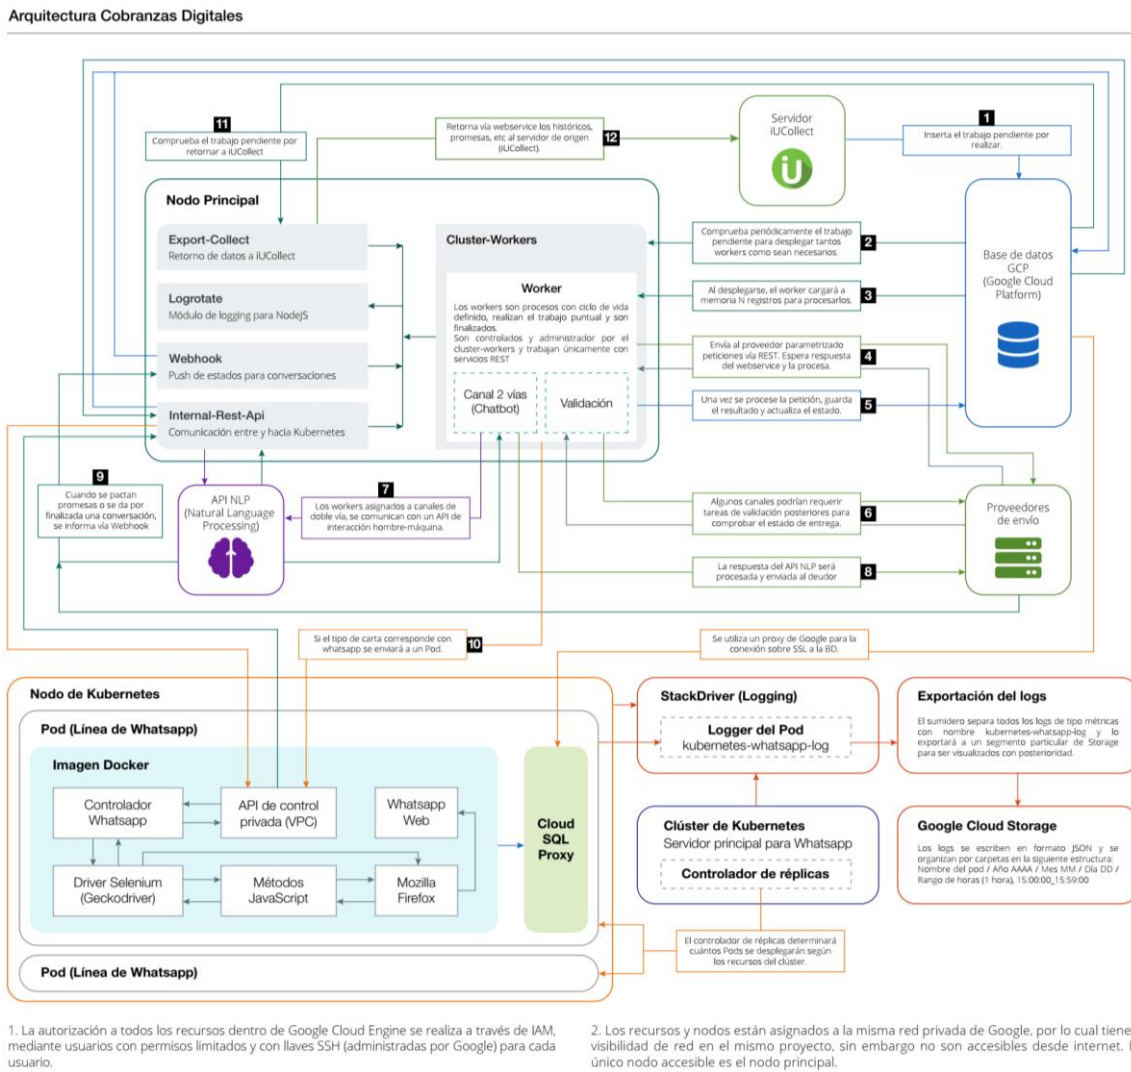 Arquitectura Cobranzas Digitales
11
Comprueba el trabajo pendiente por
retornar a iUCollect
Retorna vía webservice los históricos,
promesas, etc al servidor de origen
(iUCollect).
12
Servidor
iUCollect
iU
1
Inserta el trabajo pendiente por
realizar.
Nodo Principal
Export-Collect
Retorno de datos a iUCollect
Logrotate
Módulo de logging para NodeJS
Webhook
Push de estados para conversaciones
Internal-Rest-Api
Comunicación entre y hacia Kubernetes
Cluster-Workers
Worker
Los workers son procesos con ciclo de vida
definido, realizan el trabajo puntual y son
finalizados.
Son controlados y administrador por el
cluster-workers y trabajan únicamente con
servicios REST
Canal 2 vías
(Chatbot)
Validación
Comprueba periódicamente el trabajo
pendiente para desplegar tantos
workers como sean necesarios.
2
Al desplegarse, el worker cargará a
memoria N registros para procesarlos.
3
Envía al proveedor parametrizado
peticiones vía REST. Espera respuesta
del webservice y la procesa.
4
Una vez se procese la petición, guarda
el resultado y actualiza el estado.
5
Base de datos
GCP
(Google Cloud
Platform)
9
Cuando se pactan
promesas o se da por
finalizada una conversación,
se informa vía Webhook
API NLP
(Natural Language
Processing)
7
Los workers asignados a canales de
doble vía, se comunican con un API de
interacción hombre-máquina.
Algunos canales podrían requerir
tareas de validación posteriores para
comprobar el estado de entrega.
6
La respuesta del API NLP será
procesada y enviada al deudor
8
Proveedores
de envío
Si el tipo de carta corresponde con
whatsapp se enviará a un Pod.
10
Se utiliza un proxy de Google para la
conexión sobre SSL a la BD.
Nodo de Kubernetes
Pod (Línea de Whatsapp)
Imagen Docker
Controlador
Whatsapp
API de control
privada (VPC)
Whatsapp
Web
Driver Selenium
(Geckodriver)
Métodos
JavaScript
Mozilla
Firefox
Cloud
SQL
Proxy
Pod (Línea de Whatsapp)
StackDriver (Logging)
Logger del Pod
kubernetes-whatsapp-log
Exportación del logs
El sumidero separa todos los logs de tipo métricas
con nombre kubernetes-whatsapp-log y lo
exportará a un segmento particular de Storage
para ser visualizados con posterioridad.
Clúster de Kubernetes
Servidor principal para Whatsapp
Controlador de réplicas
Google Cloud Storage
Los logs se escriben en formato JSON y se
organizan por carpetas en la siguiente estructura:
Nombre del pod / Año AAAA / Mes MM / Día DD /
Rango de horas (1 hora), 15:00:00_15:59:00
El controlador de réplicas determinará
cuántos Pods se desplegarán según
los recursos del clúster.
1. La autorización a todos los recursos dentro de Google Cloud Engine se realiza a través de IAM,
mediante usuarios con permisos limitados y con llaves SSH (administradas por Google) para cada
usuario.
2. Los recursos y nodos están asignados a la misma red privada de Google, por lo cual tiene
visibilidad de red en el mismo proyecto, sin embargo no son accesibles desde internet.
único nodo accesible es el nodo principal.